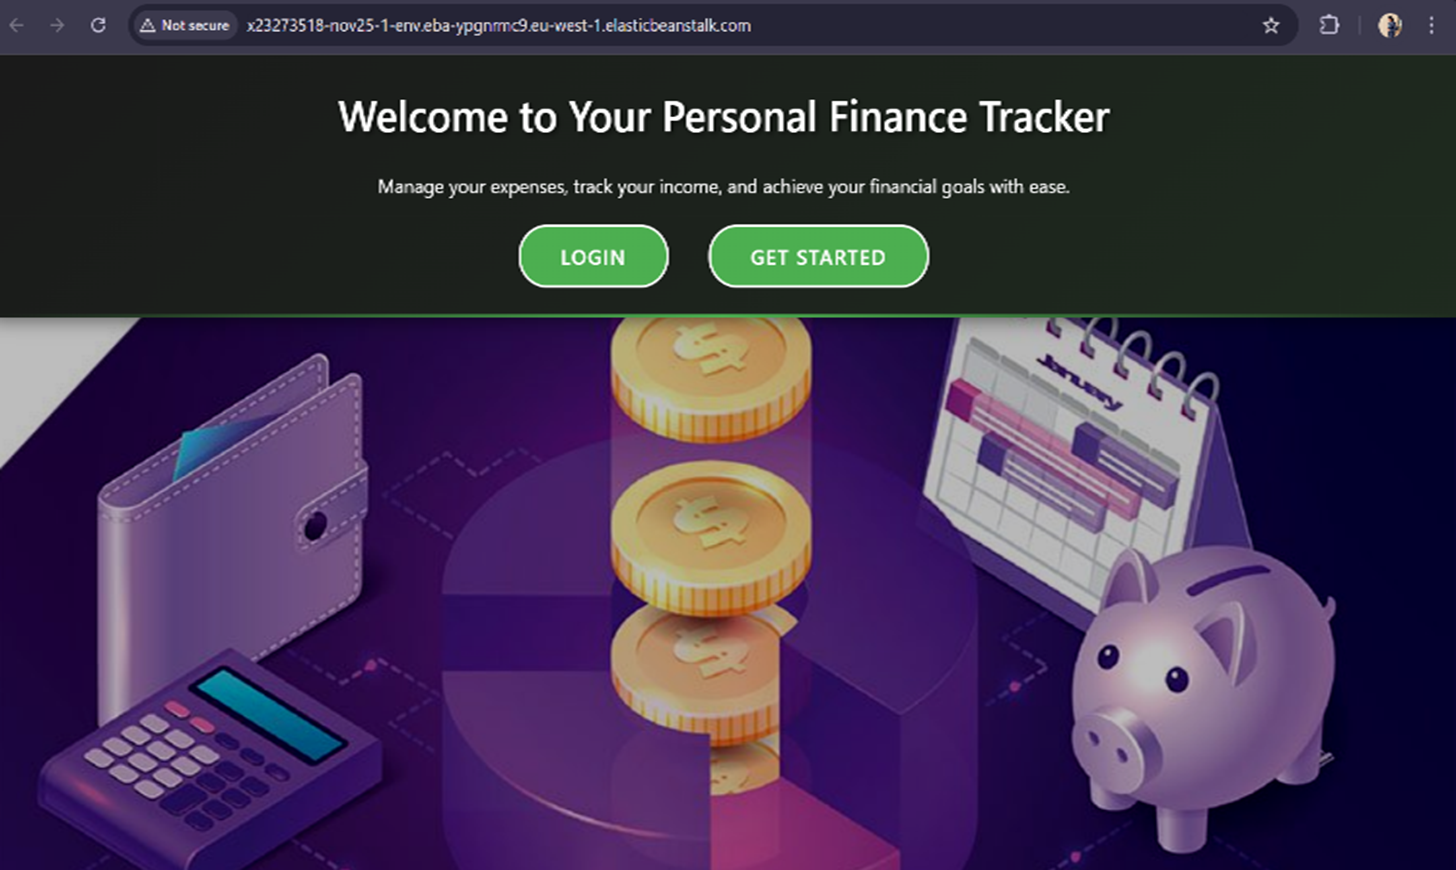 Not secure x23273518-nov25-1-env.eba-ypgnrmc9.eu-west-1.elasticbeanstalk.com
Welcome to Your Personal Finance Tracker
Manage your expenses, track your income, and achieve your financial goals with ease.
LOGIN GET STARTED
January